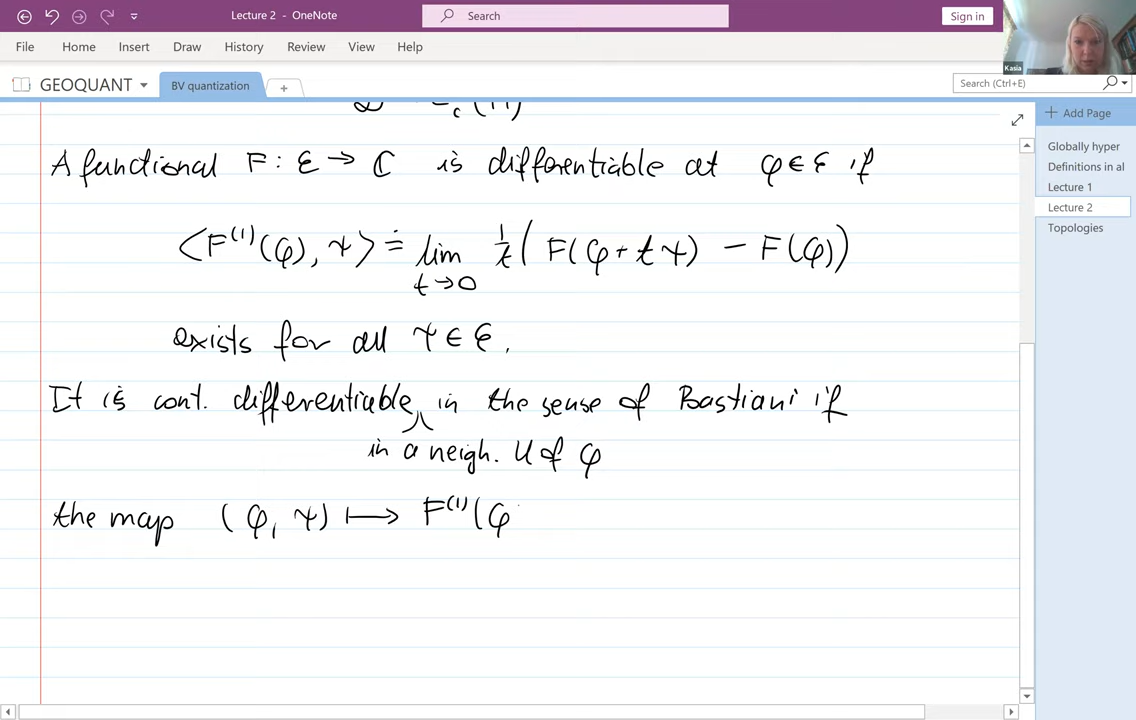 Lecture 2 - OneNote
Search
Sign in
File Home Insert Draw History Review View Help
Kasia
GEOQUANT
BV quantization
Search (Ctrl+E)
Add Page
Globally hyper
Definitions in al
Lecture 1
Lecture 2
Topologies
A functional F: ℰ → ℂ is differentiable at φ ∈ ℰ if
⟨F⁽¹⁾(φ), ψ⟩ ≐ lim_{t→0} 1/t ( F(φ + tψ) − F(φ))
exists for all ψ ∈ ℰ.
It is cont. differentiable in the sense of Bastiani if
in a neigh. U of φ
the map (φ, ψ) ⟼ F⁽¹⁾(φ